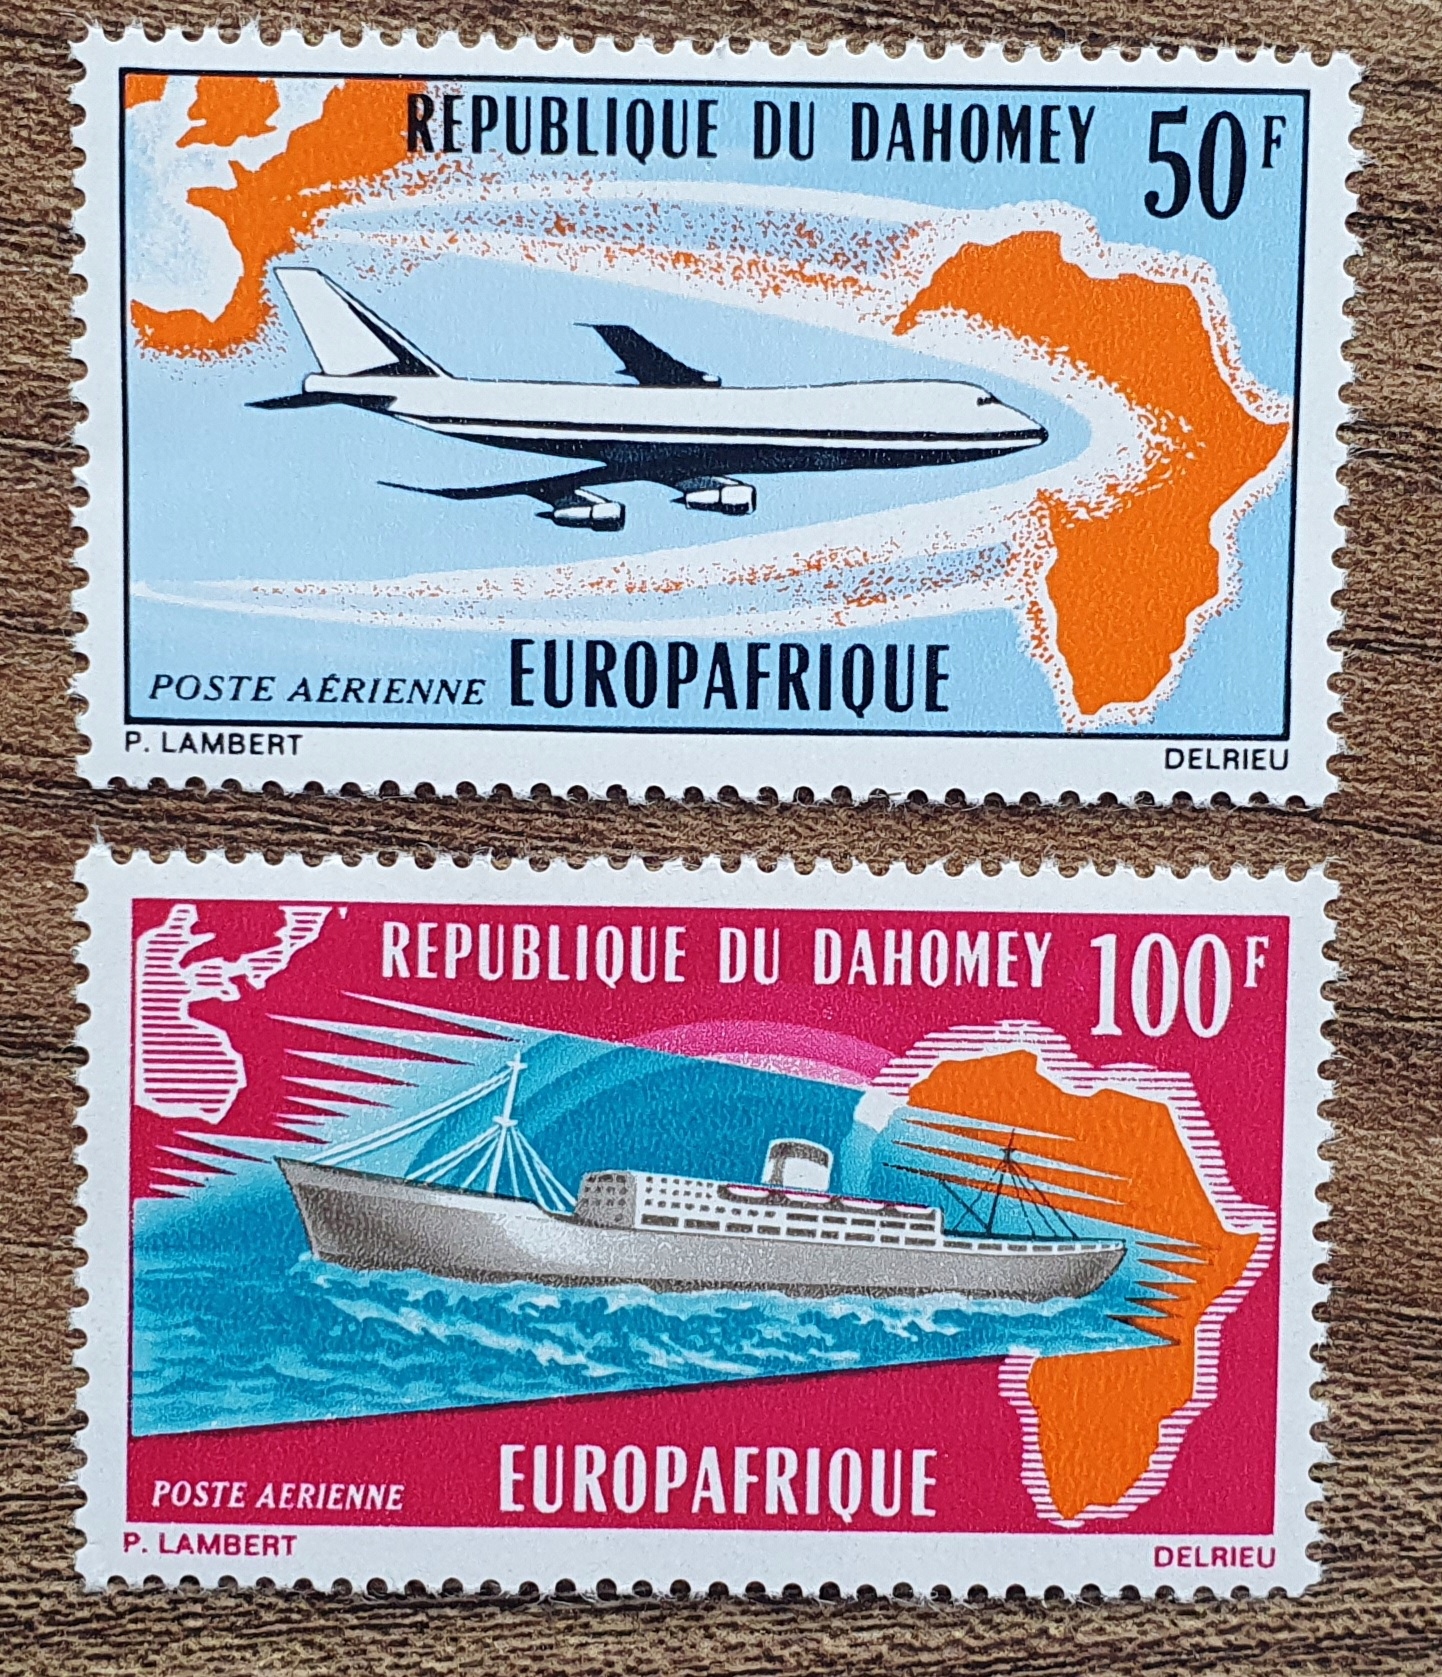 REPUBLIQUE DU DAHOMEY 50F
POSTE AÉRIENNE EUROPAFRIQUE
P. LAMBERT DELRIEU
REPUBLIQUE DU DAHOMEY 100F
EUROPAFRIQUE
POSTE AERIENNE
P. LAMBERT DELRIEU